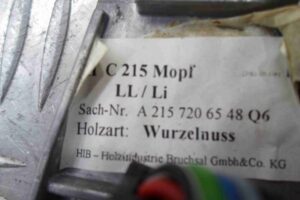 C 215 Mopf
LL / Li
Sach-Nr. A 215 720 65 48 Q6
Holzart: Wurzelnuss
HIB – Holzindustrie Bruchsal GmbH&Co. KG